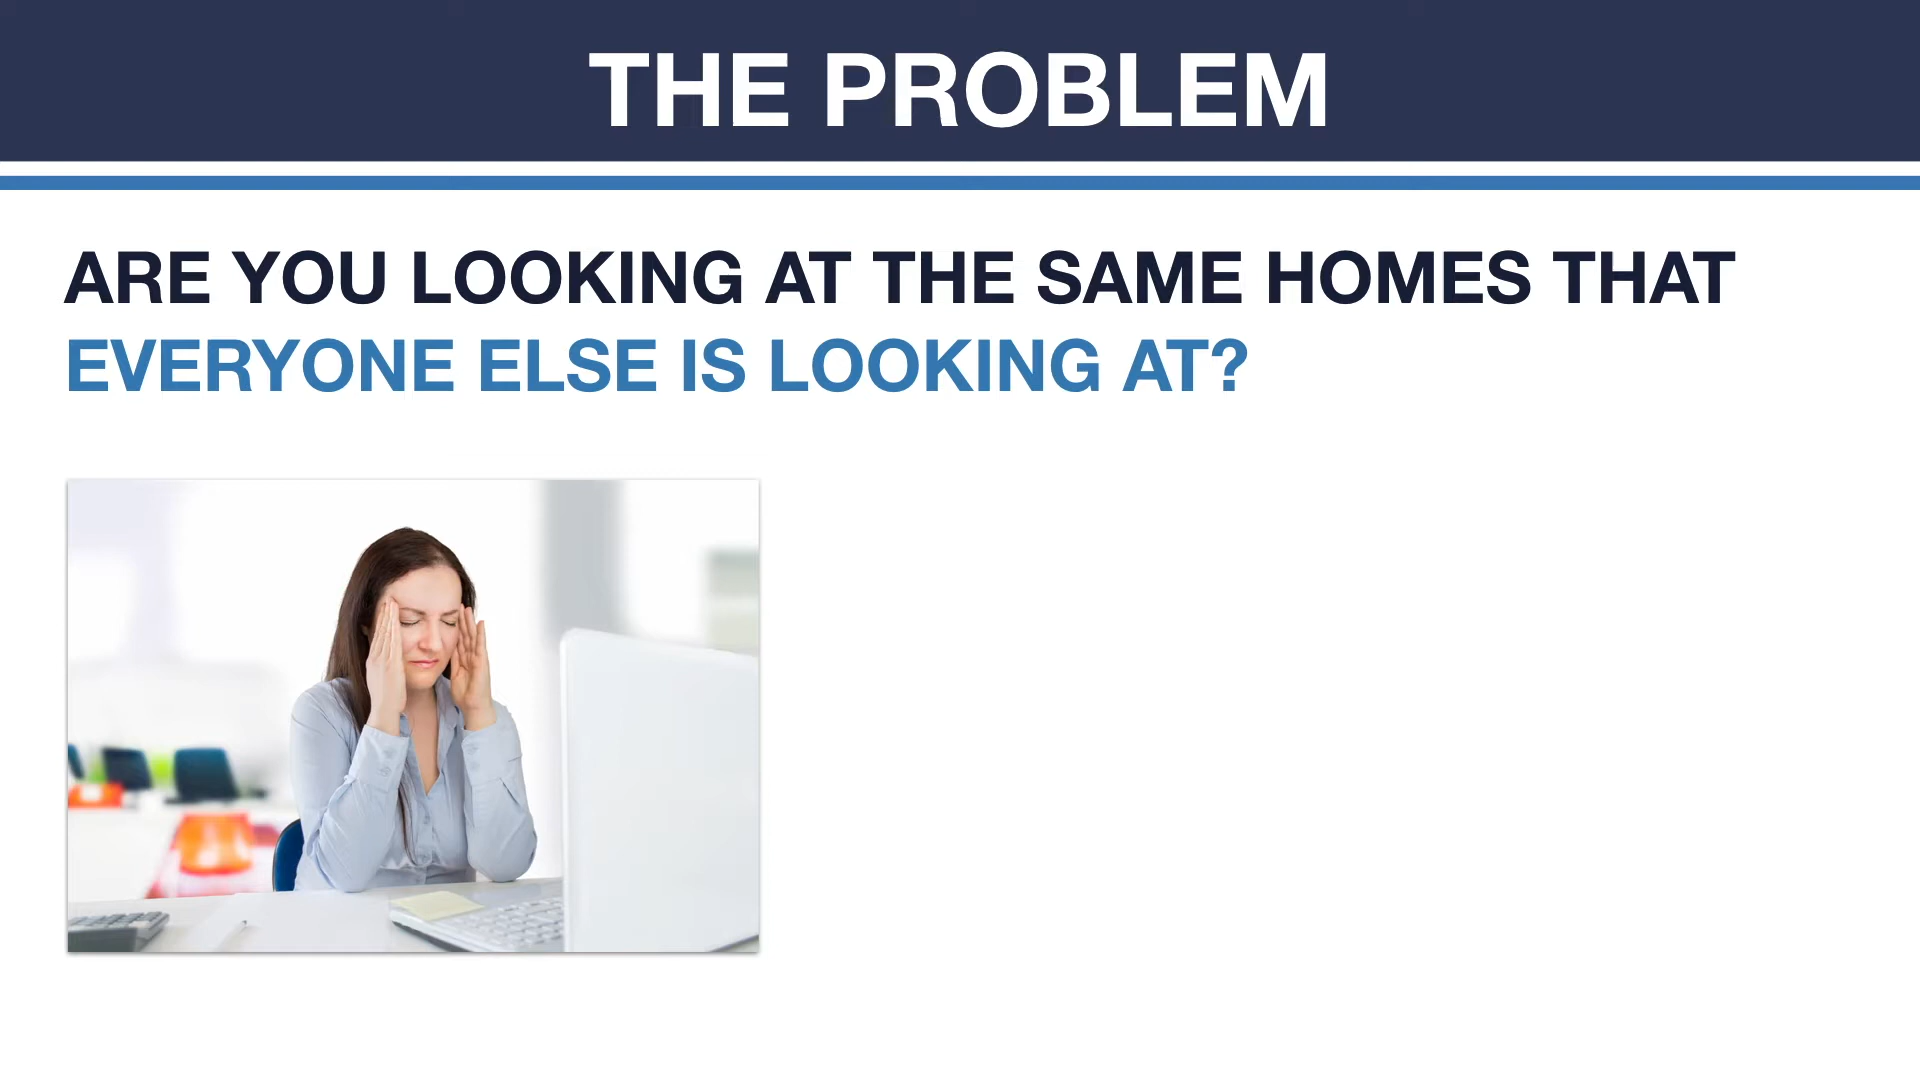 THE PROBLEM
ARE YOU LOOKING AT THE SAME HOMES THAT
EVERYONE ELSE IS LOOKING AT?